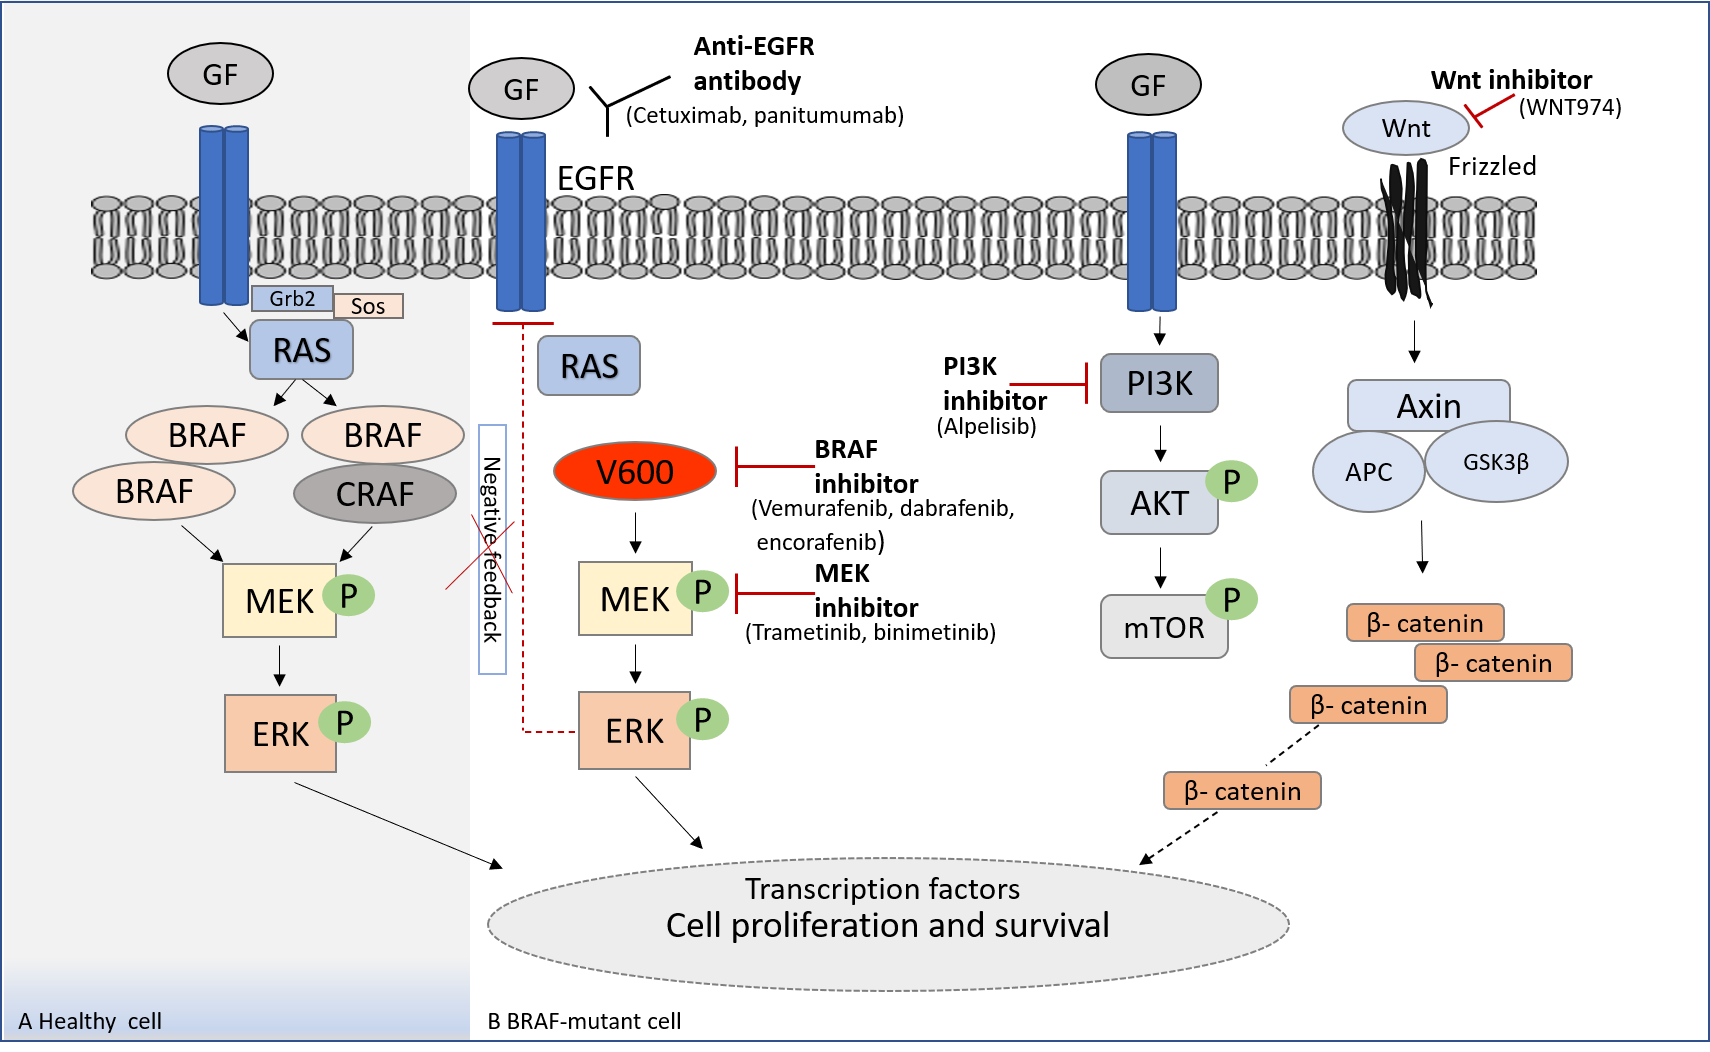 GF
Grb2
Sos
RAS
BRAF
BRAF
BRAF
CRAF
MEK
P
ERK
P
A Healthy cell
GF
Anti-EGFR
antibody
(Cetuximab, panitumumab)
EGFR
RAS
Negative feedback
V600
BRAF
inhibitor
(Vemurafenib, dabrafenib,
encorafenib)
MEK
P
MEK
inhibitor
(Trametinib, binimetinib)
ERK
P
GF
PI3K
inhibitor
(Alpelisib)
PI3K
AKT
P
mTOR
P
Wnt inhibitor
(WNT974)
Wnt
Frizzled
Axin
APC
GSK3β
β- catenin
β- catenin
β- catenin
β- catenin
Transcription factors
Cell proliferation and survival
B BRAF-mutant cell